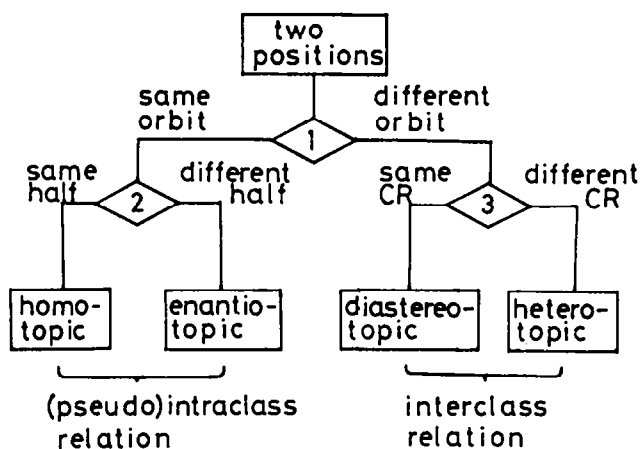 two
positions
same
orbit
different
orbit
1
same
half
different
half
same
CR
different
CR
2
3
homo-
topic
enantio-
topic
diastereo-
topic
hetero-
topic
(pseudo)intraclass
relation
interclass
relation